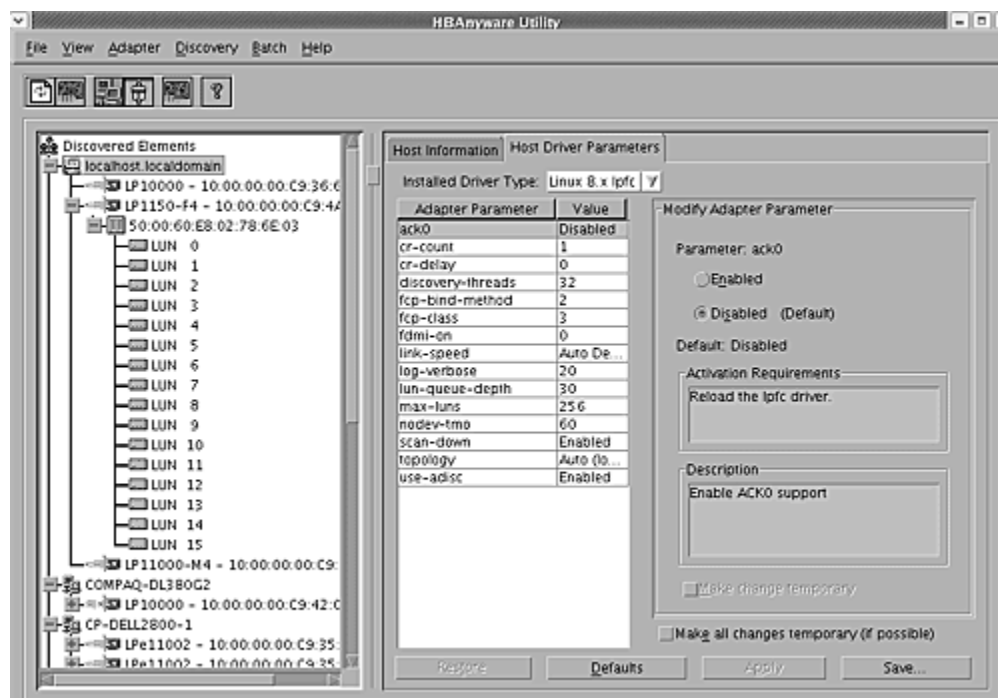 HBAnyware Utility
File View Adapter Discovery Batch Help
Discovered Elements
localhost.localdomain
LP10000 - 10:00:00:00:C9:36:6
LP1150-F4 - 10:00:00:00:C9:4A
50:00:60:E8:02:78:6E:03
LUN 0
LUN 1
LUN 2
LUN 3
LUN 4
LUN 5
LUN 6
LUN 7
LUN 8
LUN 9
LUN 10
LUN 11
LUN 12
LUN 13
LUN 14
LUN 15
LP11000-M4 - 10:00:00:00:C9:
COMPAQ-DL380G2
LP10000 - 10:00:00:00:C9:42:C
CP-DELL2800-1
LPe11002 - 10:00:00:00:C9:35:
LPe11002 - 10:00:00:00:C9:35:
Host Information
Host Driver Parameters
Installed Driver Type: Linux 8.x lpfc
Adapter Parameter Value
ack0 Disabled
cr-count 1
cr-delay 0
discovery-threads 32
fcp-bind-method 2
fcp-class 3
fdmi-on 0
link-speed Auto De...
log-verbose 20
lun-queue-depth 30
max-luns 256
nodev-tmo 60
scan-down Enabled
topology Auto (lo...
use-adisc Enabled
Modify Adapter Parameter
Parameter: ack0
Enabled
Disabled (Default)
Default: Disabled
Activation Requirements
Reload the lpfc driver.
Description
Enable ACK0 support
Make change temporary
Make all changes temporary (if possible)
Restore Defaults Apply Save...